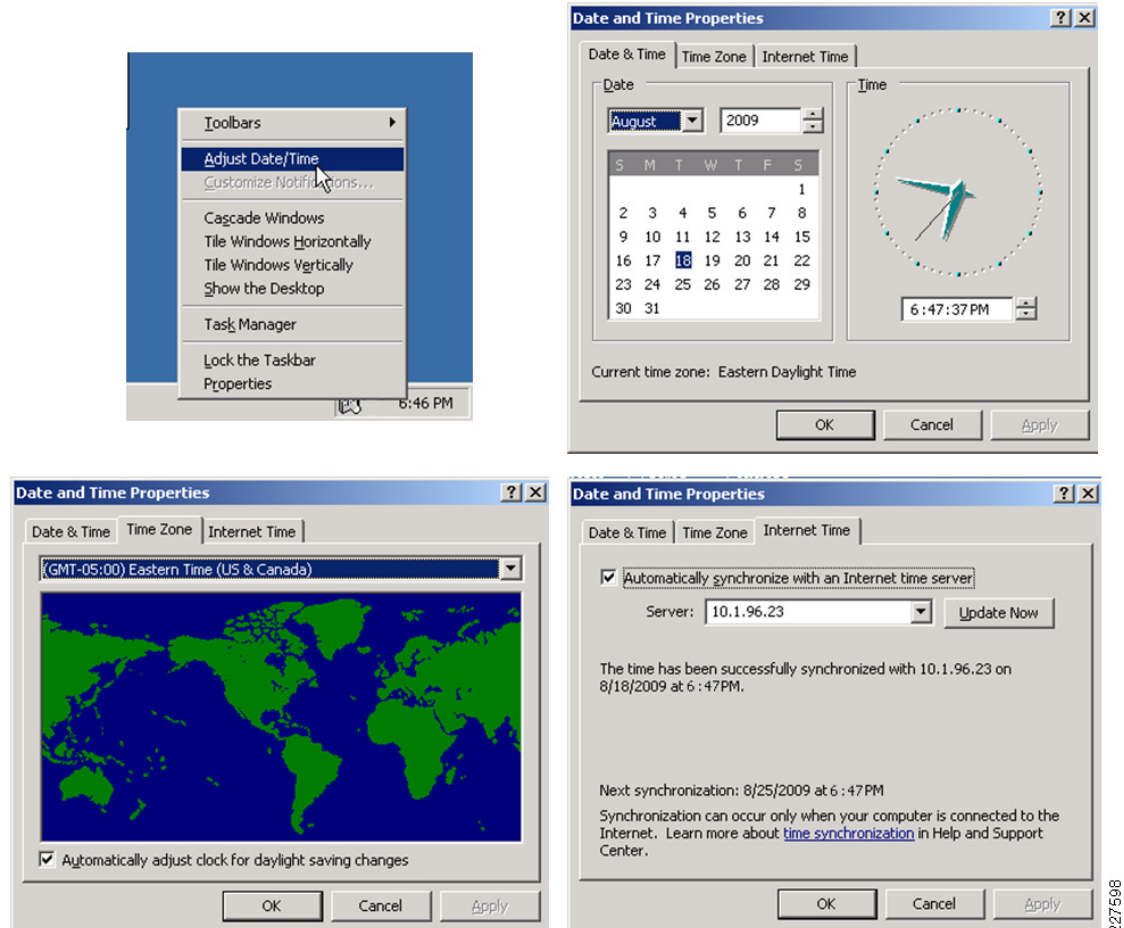 Toolbars
Adjust Date/Time
Customize Notifications...
Cascade Windows
Tile Windows Horizontally
Tile Windows Vertically
Show the Desktop
Task Manager
Lock the Taskbar
Properties
6:46 PM
Date and Time Properties
Date & Time Time Zone Internet Time
Date
August 2009
S M T W T F S
1
2 3 4 5 6 7 8
9 10 11 12 13 14 15
16 17 18 19 20 21 22
23 24 25 26 27 28 29
30 31
Time
6:47:37 PM
Current time zone: Eastern Daylight Time
OK Cancel Apply
Date and Time Properties
Date & Time Time Zone Internet Time
(GMT-05:00) Eastern Time (US & Canada)
Automatically adjust clock for daylight saving changes
OK Cancel Apply
Date and Time Properties
Date & Time Time Zone Internet Time
Automatically synchronize with an Internet time server
Server: 10.1.96.23 Update Now
The time has been successfully synchronized with 10.1.96.23 on
8/18/2009 at 6:47PM.
Next synchronization: 8/25/2009 at 6:47PM
Synchronization can occur only when your computer is connected to the
Internet. Learn more about time synchronization in Help and Support
Center.
OK Cancel Apply
227598